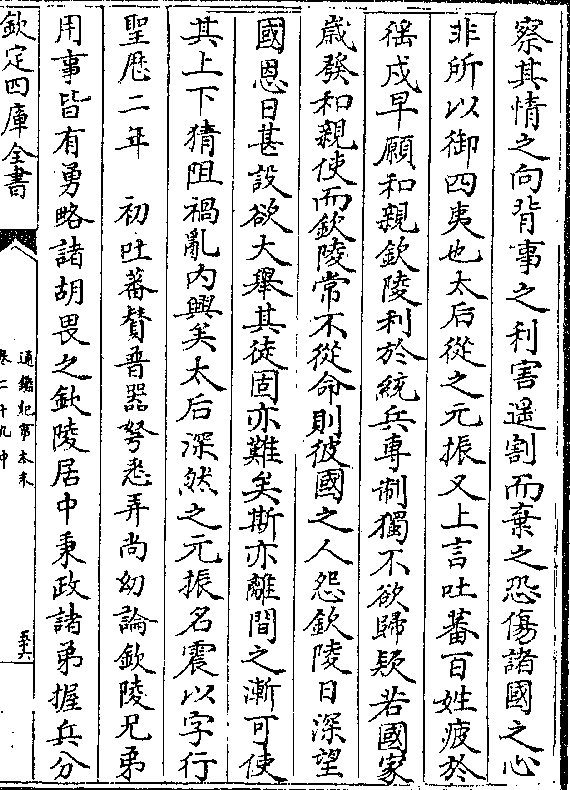 察其情之向背事之利害遥割而棄之恐傷諸國之心
非所以御四夷也太后從之元振又上言吐蕃百姓疲於
徭戍早願和親欽陵利於統兵專制獨不欲歸欵若國家
歲發和親使而欽陵常不從命則彼國之人怨欽陵日深望
國恩日甚設欲大舉其徒固亦難矣斯亦離間之漸可使
其上下猜阻禍亂内興矣太后深然之元振名震以字行
聖厯二年　初吐蕃贊普器弩悉弄尚幼論欽陵兄弟
用事皆有勇略諸胡畏之欽陵居中秉政諸弟握兵分
欽定四庫全書
通鑑紀事本末
卷二十九中